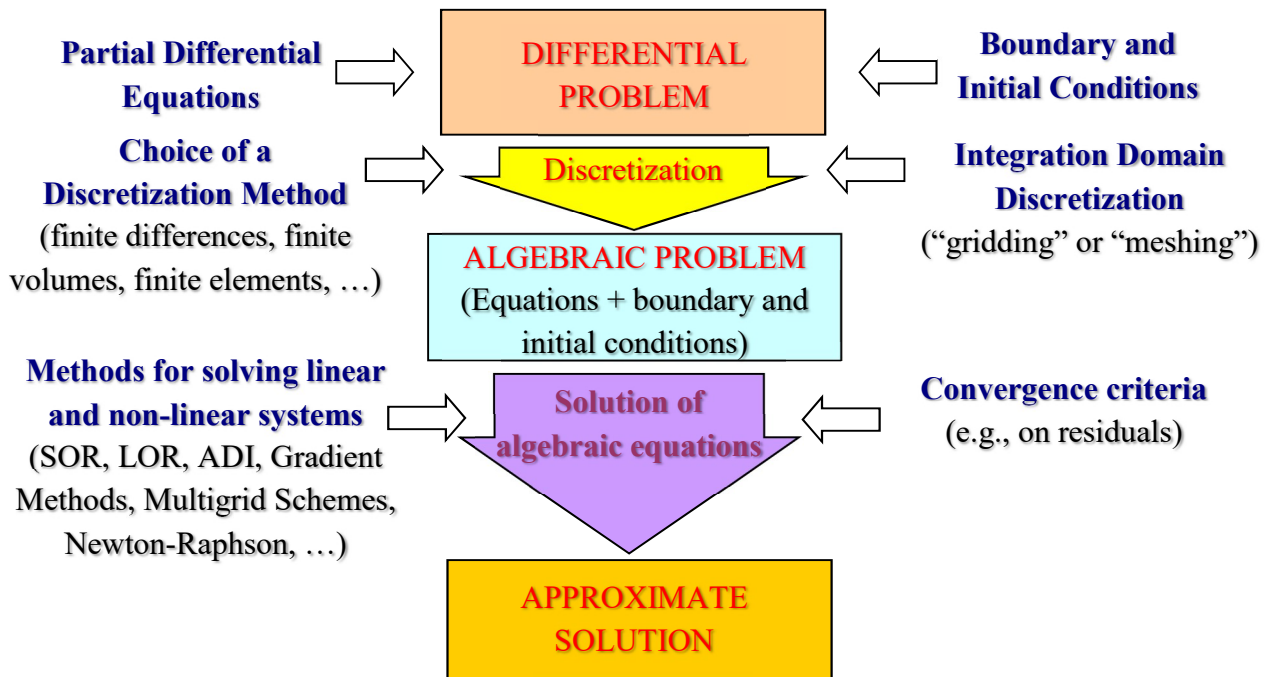 Partial Differential
Equations
DIFFERENTIAL
PROBLEM
Boundary and
Initial Conditions
Choice of a
Discretization Method
(finite differences, finite
volumes, finite elements, …)
Discretization
Integration Domain
Discretization
(“gridding” or “meshing”)
ALGEBRAIC PROBLEM
(Equations + boundary and
initial conditions)
Methods for solving linear
and non-linear systems
(SOR, LOR, ADI, Gradient
Methods, Multigrid Schemes,
Newton-Raphson, …)
Solution of
algebraic equations
Convergence criteria
(e.g., on residuals)
APPROXIMATE
SOLUTION